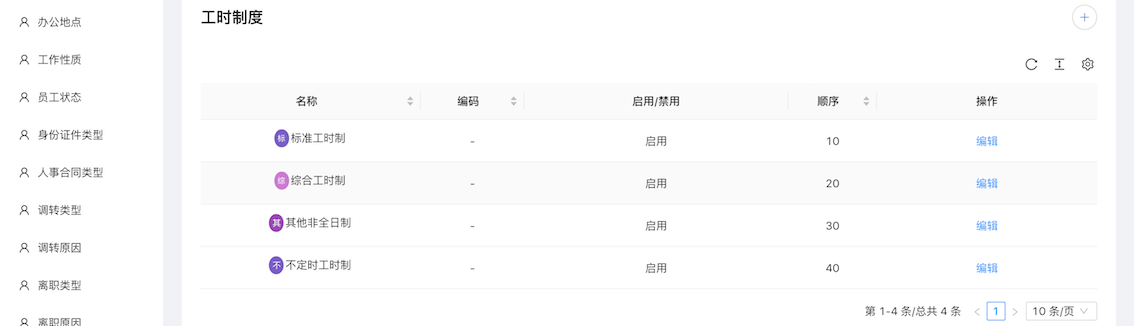 办公地点
工作性质
员工状态
身份证件类型
人事合同类型
调转类型
调转原因
离职类型
离职原因
工时制度
名称 编码 启用/禁用 顺序 操作
标 标准工时制 - 启用 10 编辑
综 综合工时制 - 启用 20 编辑
其 其他非全日制 - 启用 30 编辑
不 不定时工时制 - 启用 40 编辑
第 1-4 条/总共 4 条 1 10 条/页